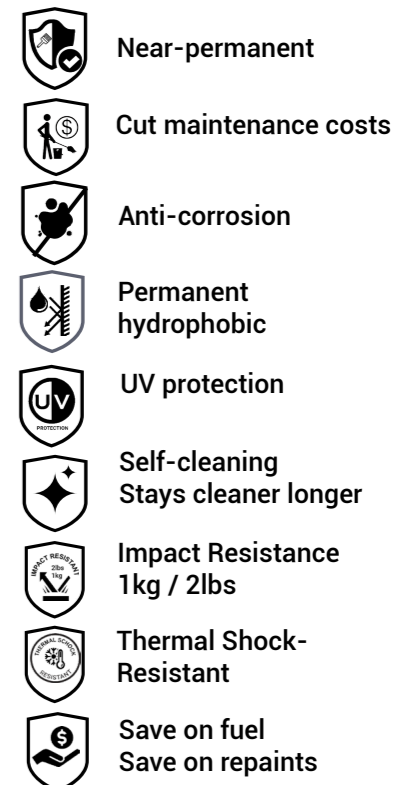 Near-permanent
$
Cut maintenance costs
Anti-corrosion
Permanent
hydrophobic
UV
PROTECTION
UV protection
Self-cleaning
Stays cleaner longer
IMPACT RESISTANT
2lbs
1kg
Impact Resistance
1kg / 2lbs
THERMAL SCHOCK
RESISTANT
Thermal Shock-
Resistant
$
Save on fuel
Save on repaints